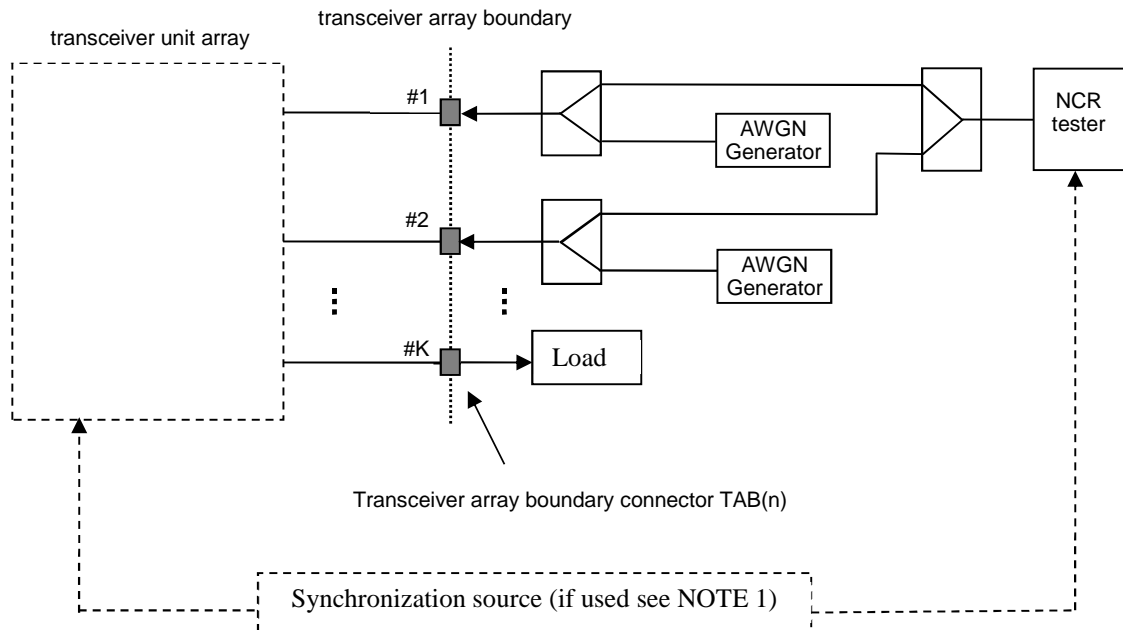 transceiver array boundary
transceiver unit array
#1
NCR
tester
AWGN
Generator
#2
AWGN
Generator
#K
Load
Transceiver array boundary connector TAB(n)
Synchronization source (if used see NOTE 1)